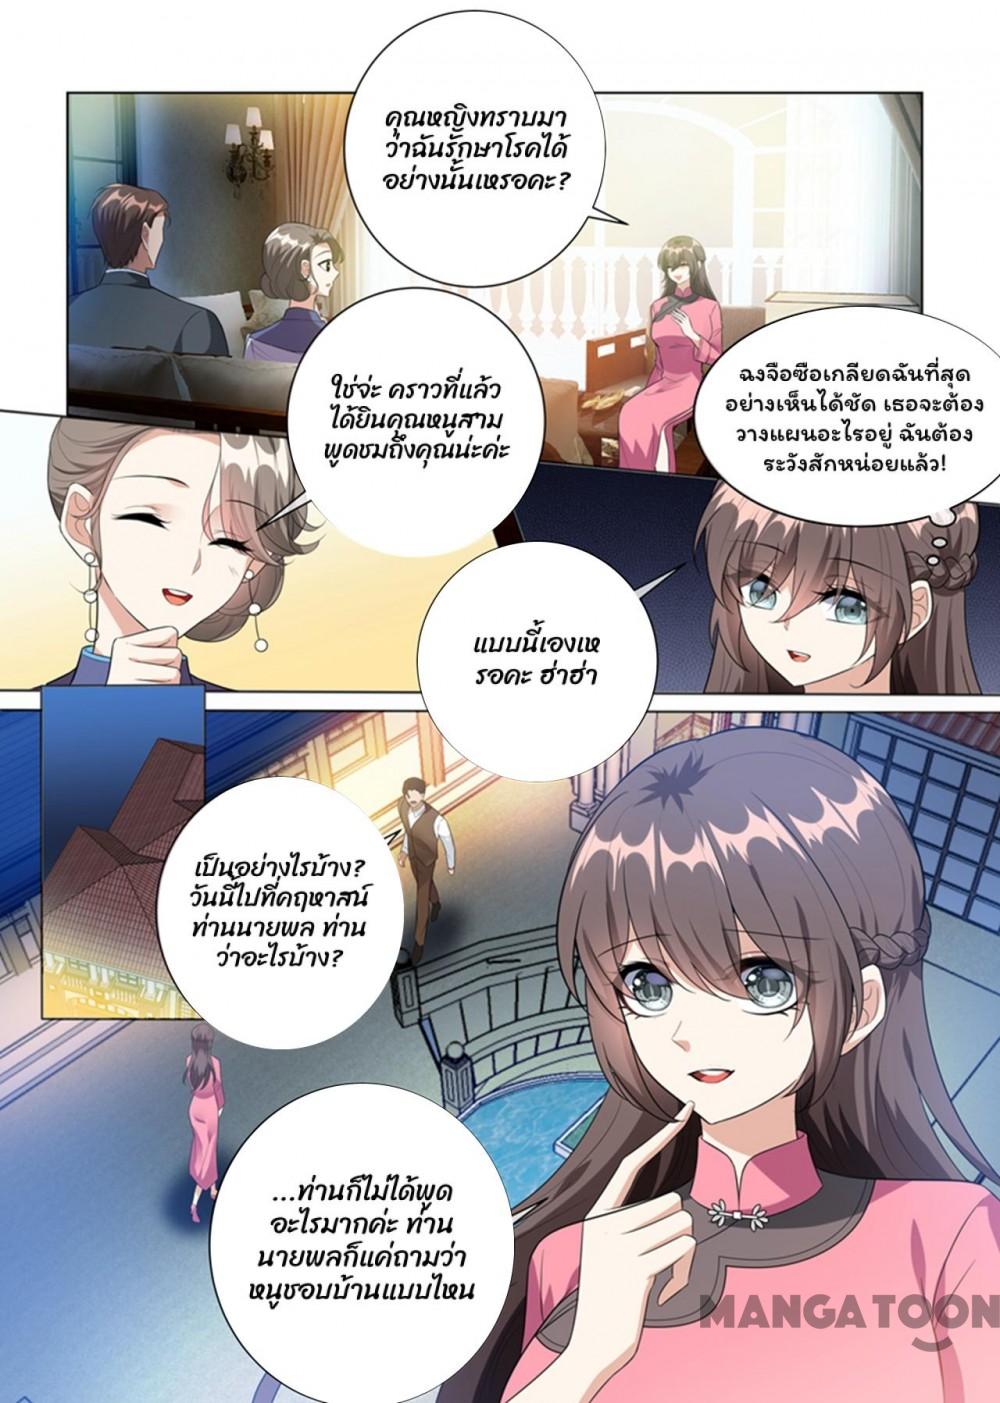 คุณหญิงทราบมา
ว่าฉันรักษาโรคได้
อย่างนั้นเหรอคะ?
ใช่จ่ะ คราวที่แล้ว
ได้ยินคุณหนูสาม
พูดชมถึงคุณน่ะค่ะ
ฉงจือซือเกลียดฉันที่สุด
อย่างเห็นได้ชัด เธอจะต้อง
วางแผนอะไรอยู่ ฉันต้อง
ระวังสักหน่อยแล้ว!
แบบนี้เองเห
รอคะ ฮ่าฮ่า
เป็นอย่างไรบ้าง?
วันนี้ไปที่คฤหาสน์
ท่านนายพล ท่าน
ว่าอะไรบ้าง?
...ท่านก็ไม่ได้พูด
อะไรมากค่ะ ท่าน
นายพลก็แค่ถามว่า
หนูชอบบ้านแบบไหน
MANGATOON